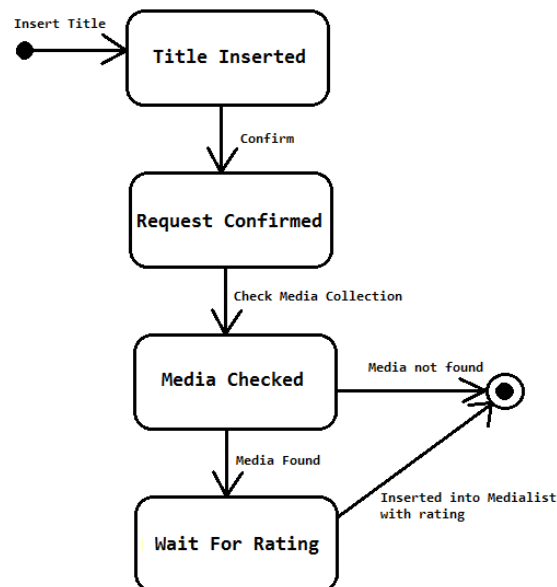 Insert Title
Title Inserted
Confirm
Request Confirmed
Check Media Collection
Media Checked
Media not found
Media Found
Inserted into Medialist
with rating
Wait For Rating